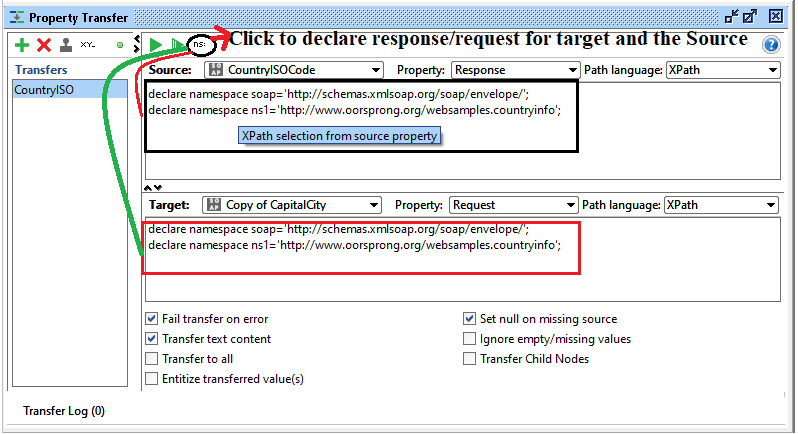 Property Transfer
XY= ns: Click to declare response/request for target and the Source
Transfers
CountryISO
Source: SOAP CountryISOCode Property: Response Path language: XPath
declare namespace soap='http://schemas.xmlsoap.org/soap/envelope/';
declare namespace ns1='http://www.oorsprong.org/websamples.countryinfo';
XPath selection from source property
Target: SOAP Copy of CapitalCity Property: Request Path language: XPath
declare namespace soap='http://schemas.xmlsoap.org/soap/envelope/';
declare namespace ns1='http://www.oorsprong.org/websamples.countryinfo';
Fail transfer on error Set null on missing source
Transfer text content Ignore empty/missing values
Transfer to all Transfer Child Nodes
Entitize transferred value(s)
Transfer Log (0)